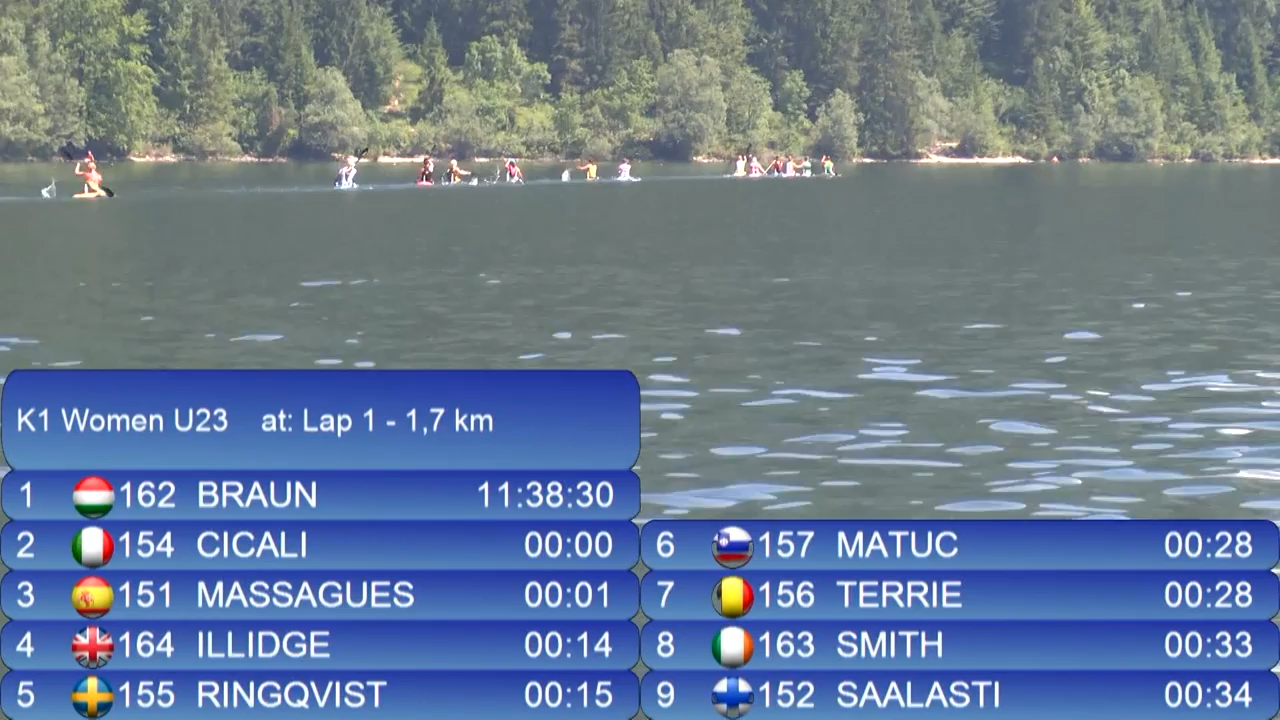 K1 Women U23 at: Lap 1 - 1,7 km
1 162 BRAUN 11:38:30
2 154 CICALI 00:00
3 151 MASSAGUES 00:01
4 164 ILLIDGE 00:14
5 155 RINGQVIST 00:15
6 157 MATUC 00:28
7 156 TERRIE 00:28
8 163 SMITH 00:33
9 152 SAALASTI 00:34